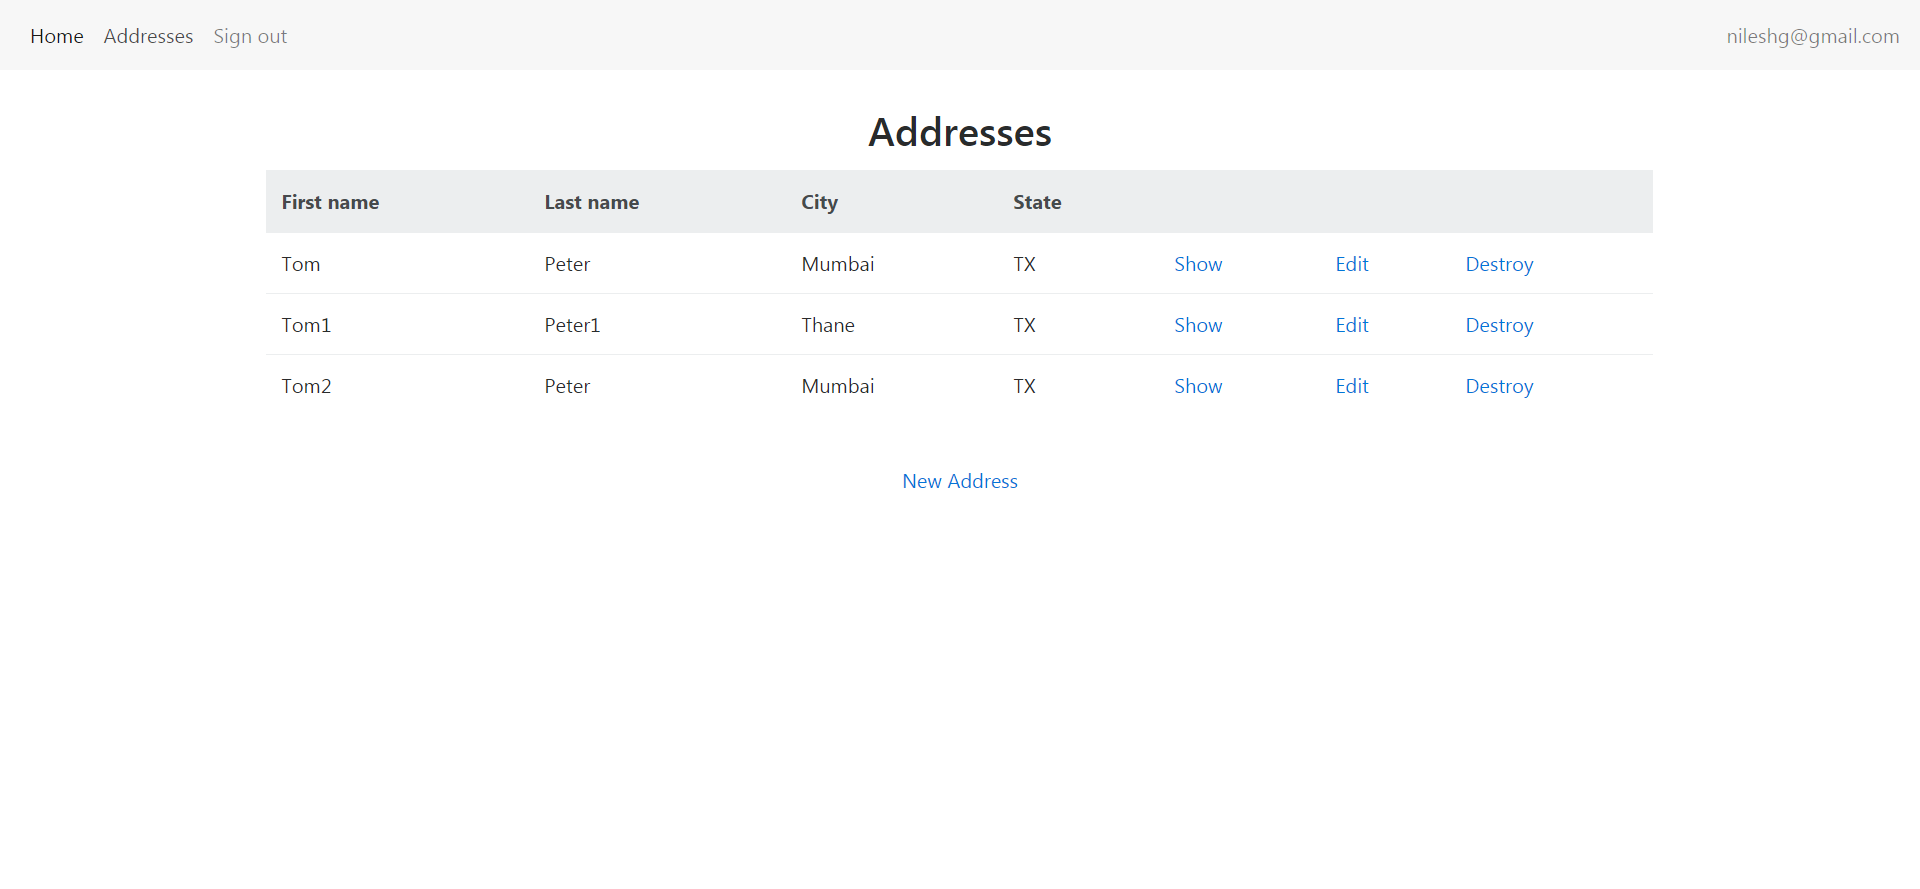 Home Addresses Sign out nileshg@gmail.com
Addresses
First name Last name City State
Tom Peter Mumbai TX Show Edit Destroy
Tom1 Peter1 Thane TX Show Edit Destroy
Tom2 Peter Mumbai TX Show Edit Destroy
New Address